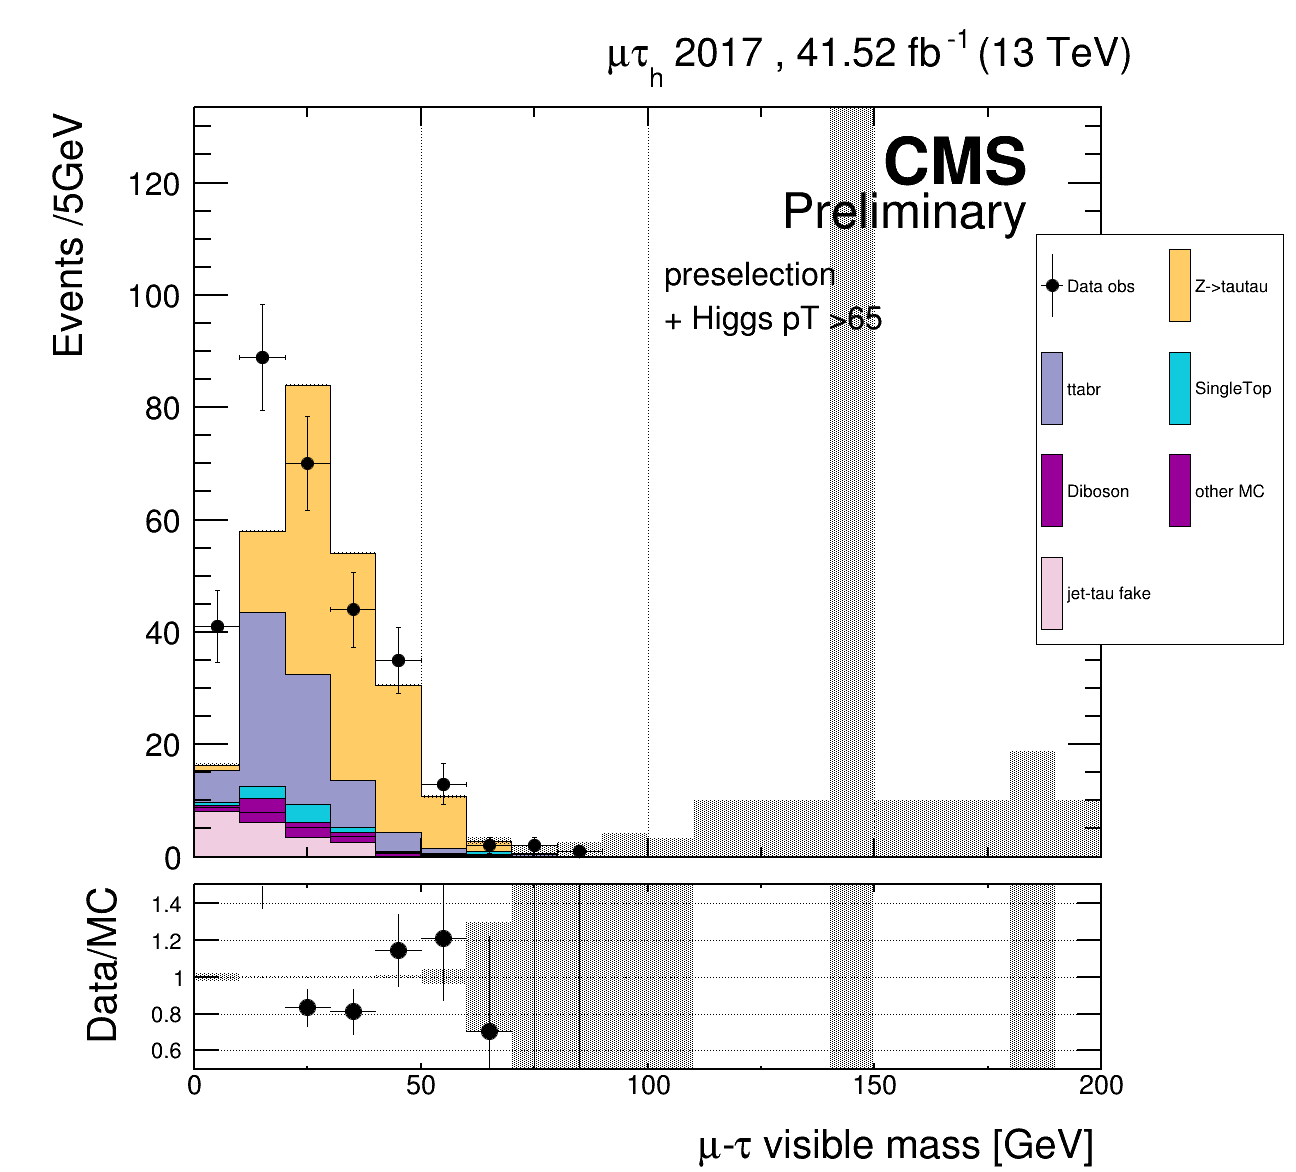 μτh 2017 , 41.52 fb-1 (13 TeV)
Events /5GeV
CMS
Preliminary
preselection
+ Higgs pT >65
120
100
80
60
40
20
0
Data obs
Z->tautau
ttabr
SingleTop
Diboson
other MC
jet-tau fake
Data/MC
1.4
1.2
1
0.8
0.6
0 50 100 150 200
μ-τ visible mass [GeV]